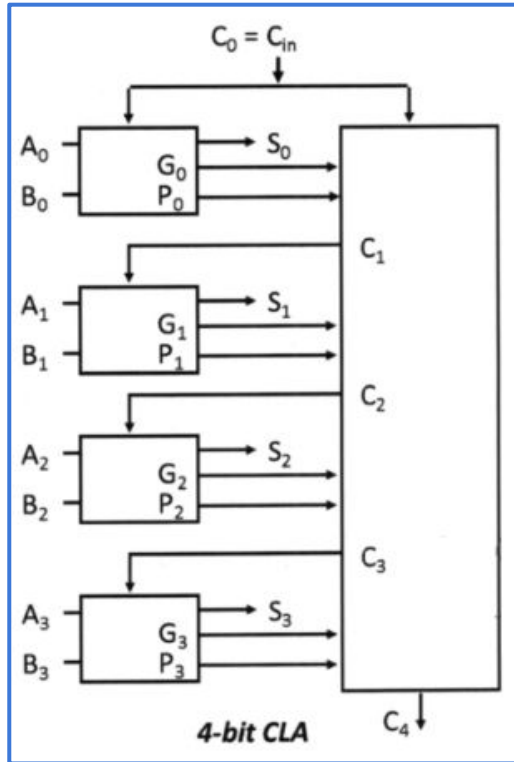 C₀ = Cᵢₙ
A₀ S₀
G₀
B₀ P₀
C₁
A₁ S₁
G₁
B₁ P₁
C₂
A₂ S₂
G₂
B₂ P₂
C₃
A₃ S₃
G₃
B₃ P₃
4-bit CLA C₄